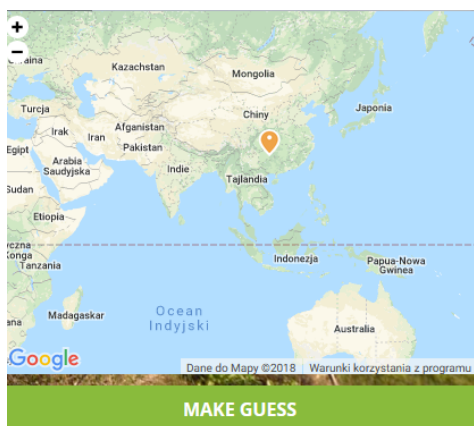 +
−
Kazachstan
Mongolia
Turcja
Chiny
Japonia
Irak
Iran
Afganistan
Pakistan
Egipt
Arabia
Saudyjska
Indie
Tajlandia
Sudan
Etiopia
Indonezja
Papua-Nowa
Gwinea
Tanzania
Madagaskar
Ocean
Indyjski
Australia
Google
Dane do Mapy ©2018
Warunki korzystania z programu
MAKE GUESS